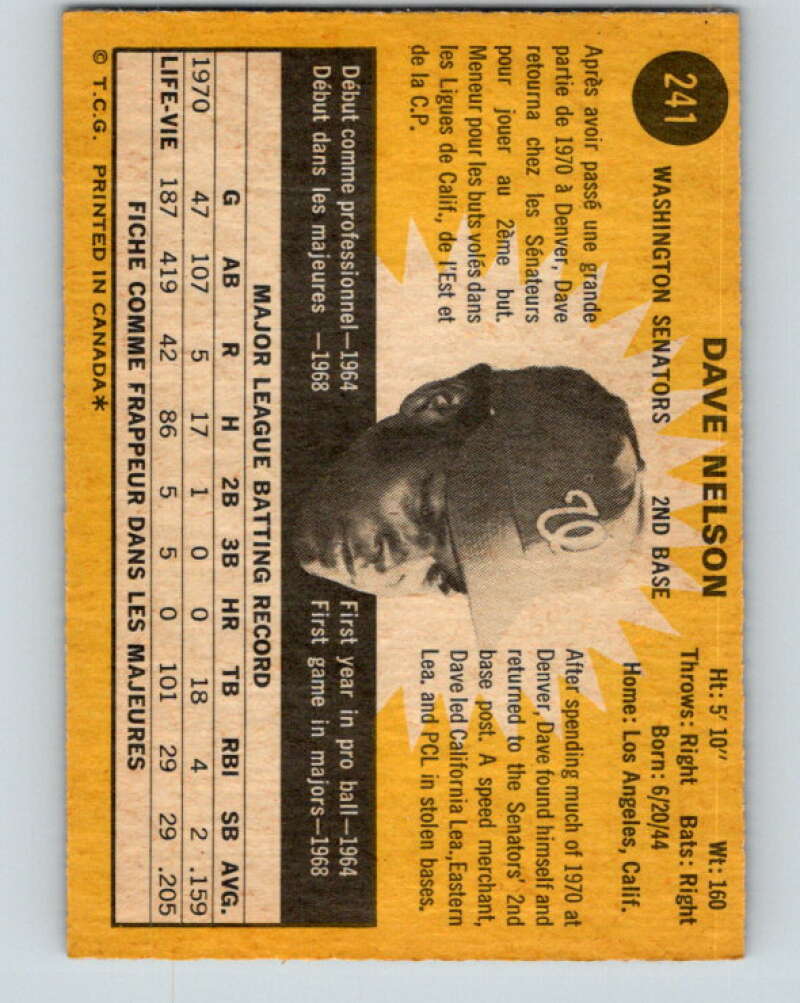 241
DAVE NELSON
WASHINGTON SENATORS 2ND BASE
Ht: 5' 10" Wt: 160
Throws: Right Bats: Right
Born: 6/20/44
Home: Los Angeles, Calif.
Après avoir passé une grande
partie de 1970 à Denver, Dave
retourna chez les Sénateurs
pour jouer au 2ème but.
Meneur pour les buts volés dans
les Ligues de Calif., de l'Est et
de la C.P.
W
After spending much of 1970 at
Denver, Dave found himself and
returned to the Senators' 2nd
base post. A speed merchant,
Dave led California Lea., Eastern
Lea. and PCL in stolen bases.
Début comme professionnel—1964
Début dans les majeures —1968
First year in pro ball—1964
First game in majors—1968
MAJOR LEAGUE BATTING RECORD
G AB R H 2B 3B HR TB RBI SB AVG.
1970 47 107 5 17 1 0 0 18 4 2 .159
LIFE-VIE 187 419 42 86 5 5 0 101 29 29 .205
FICHE COMME FRAPPEUR DANS LES MAJEURES
© T.C.G. PRINTED IN CANADA*